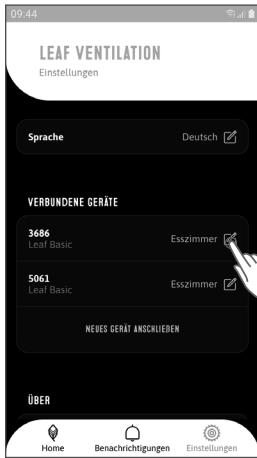 09:44
LEAF VENTILATION
Einstellungen
Sprache Deutsch
VERBUNDENE GERÄTE
3686 Esszimmer
Leaf Basic
5061 Esszimmer
Leaf Basic
NEUES GERÄT ANSCHLIEẞEN
ÜBER
Home Benachrichtigungen Einstellungen